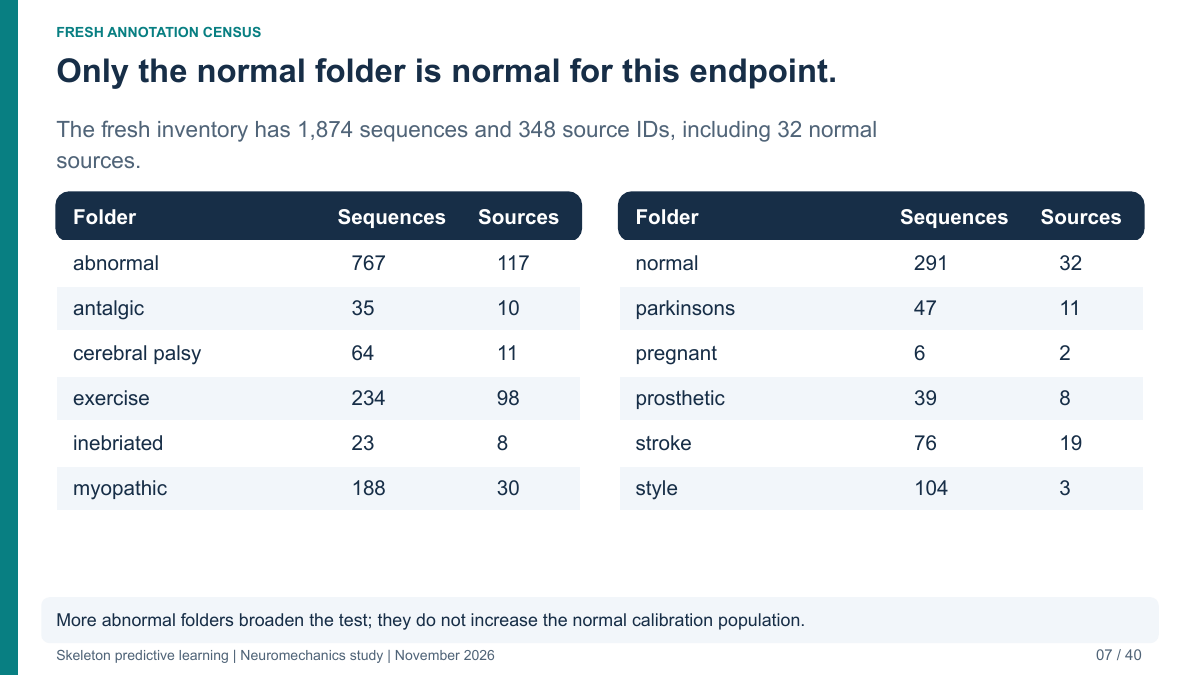 FRESH ANNOTATION CENSUS
Only the normal folder is normal for this endpoint.
The fresh inventory has 1,874 sequences and 348 source IDs, including 32 normal
sources.
Folder Sequences Sources
abnormal 767 117
antalgic 35 10
cerebral palsy 64 11
exercise 234 98
inebriated 23 8
myopathic 188 30
Folder Sequences Sources
normal 291 32
parkinsons 47 11
pregnant 6 2
prosthetic 39 8
stroke 76 19
style 104 3
More abnormal folders broaden the test; they do not increase the normal calibration population.
Skeleton predictive learning | Neuromechanics study | November 2026
07 / 40